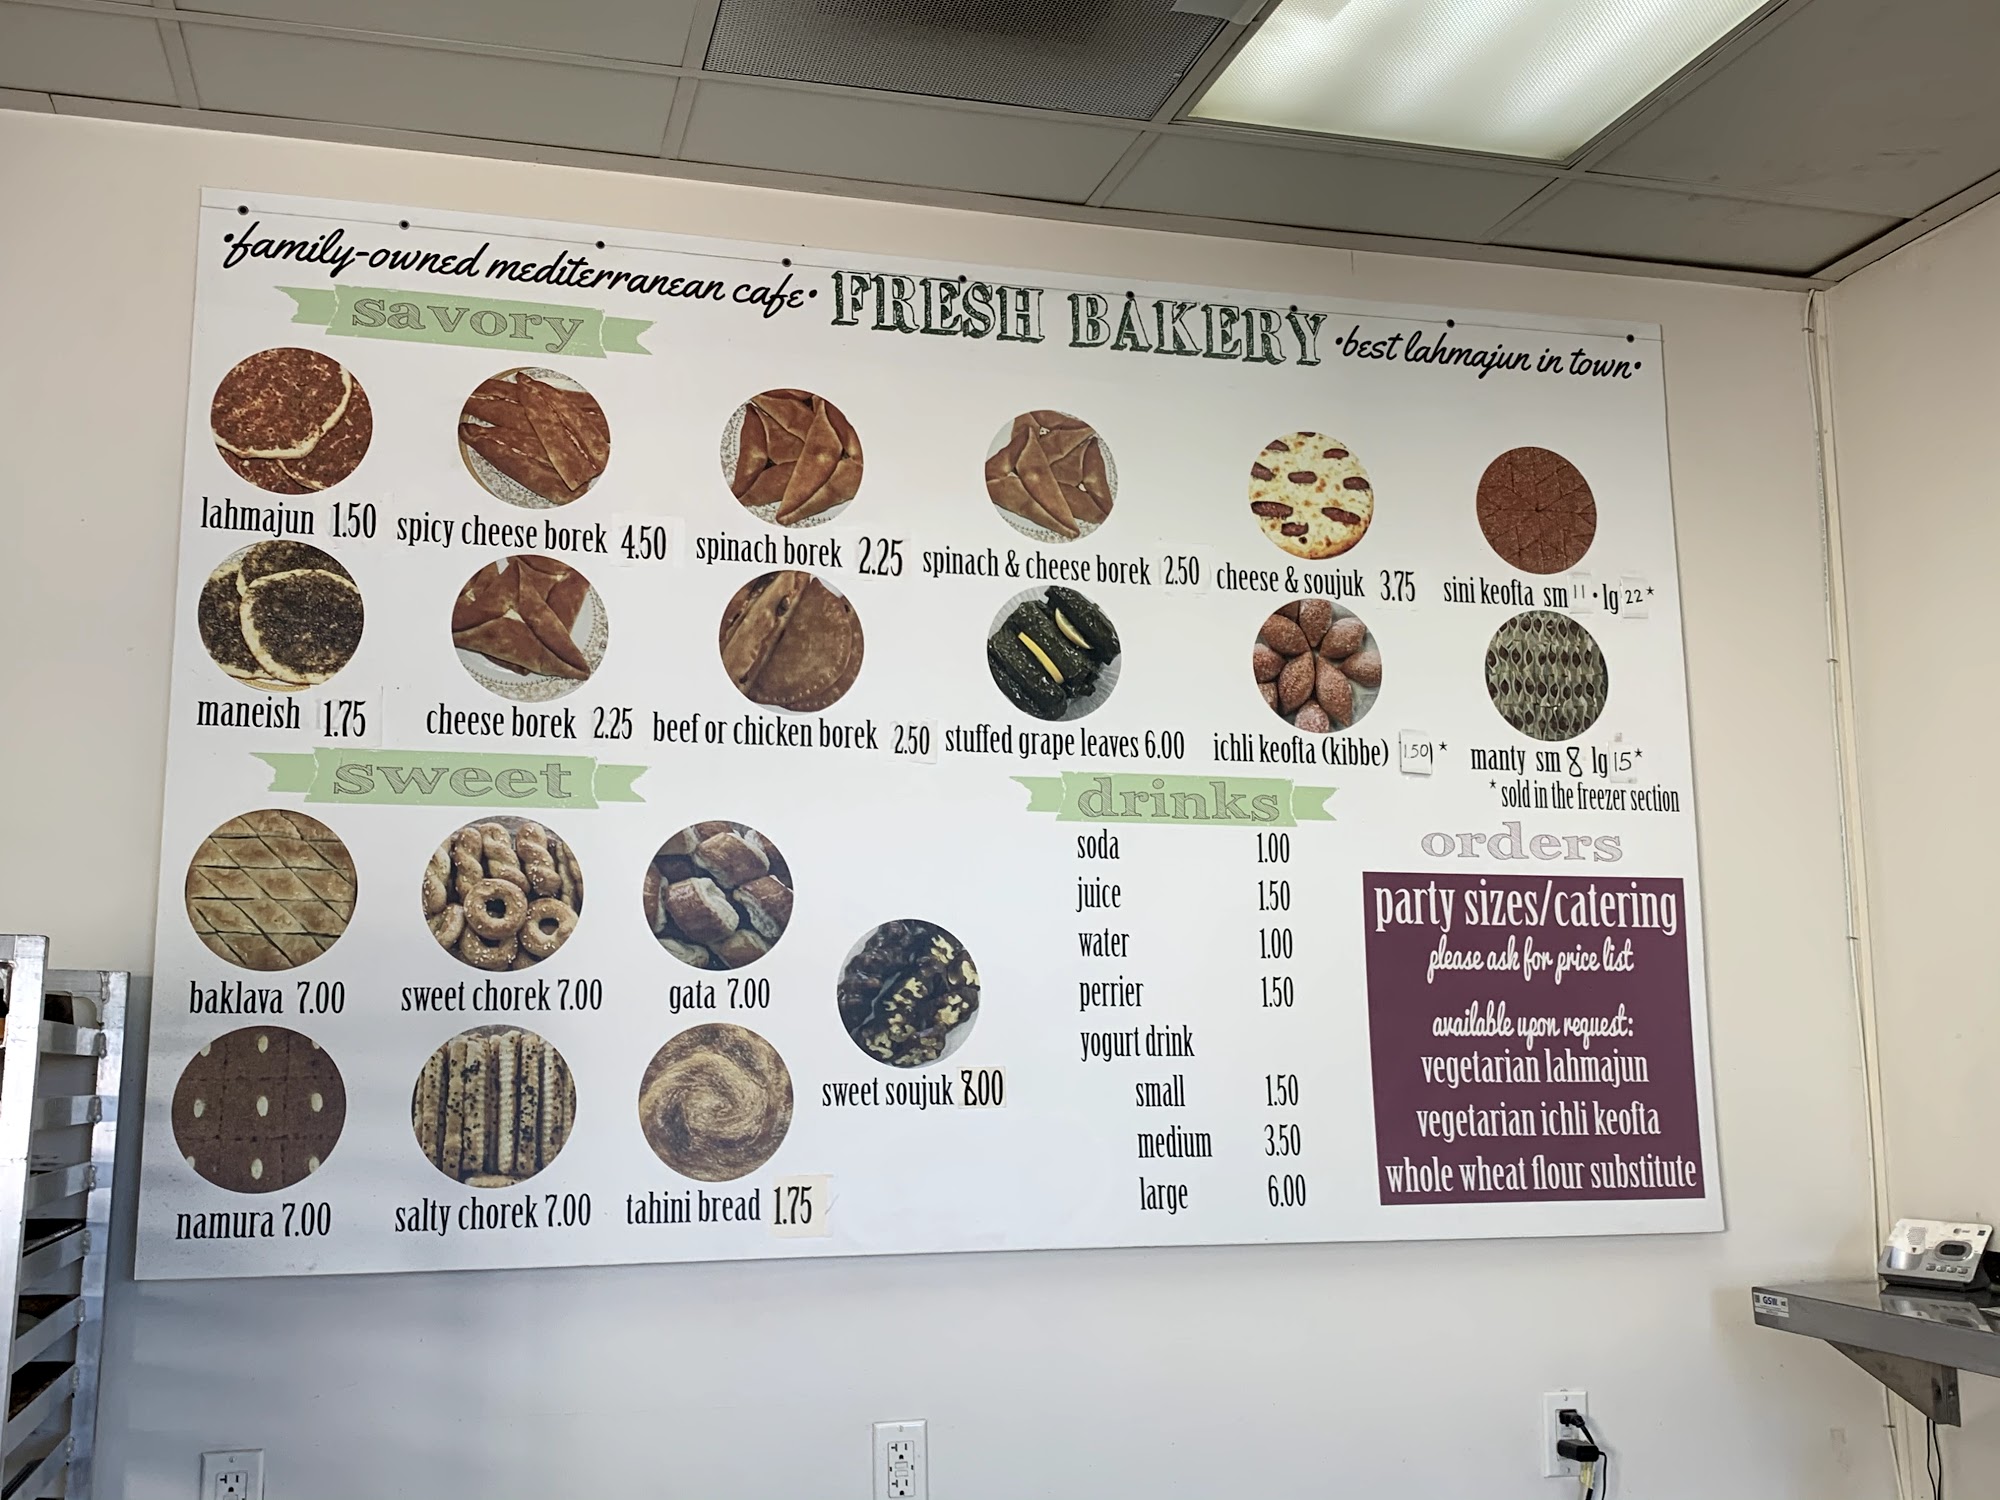 •family-owned mediterranean cafe• FRESH BAKERY •best lahmajun in town•
savory
lahmajun 1.50 spicy cheese borek 4.50 spinach borek 2.25 spinach & cheese borek 2.50 cheese & soujuk 3.75 sini keofta sm 11 • lg 22*
maneish 1.75 cheese borek 2.25 beef or chicken borek 2.50 stuffed grape leaves 6.00 ichli keofta (kibbe) 1.50 * manty sm 8 lg 15*
* sold in the freezer section
sweet
baklava 7.00 sweet chorek 7.00 gata 7.00
sweet soujuk 8.00
namura 7.00 salty chorek 7.00 tahini bread 1.75
drinks
soda 1.00
juice 1.50
water 1.00
perrier 1.50
yogurt drink
small 1.50
medium 3.50
large 6.00
orders
party sizes/catering
please ask for price list
available upon request:
vegetarian lahmajun
vegetarian ichli keofta
whole wheat flour substitute
GSW